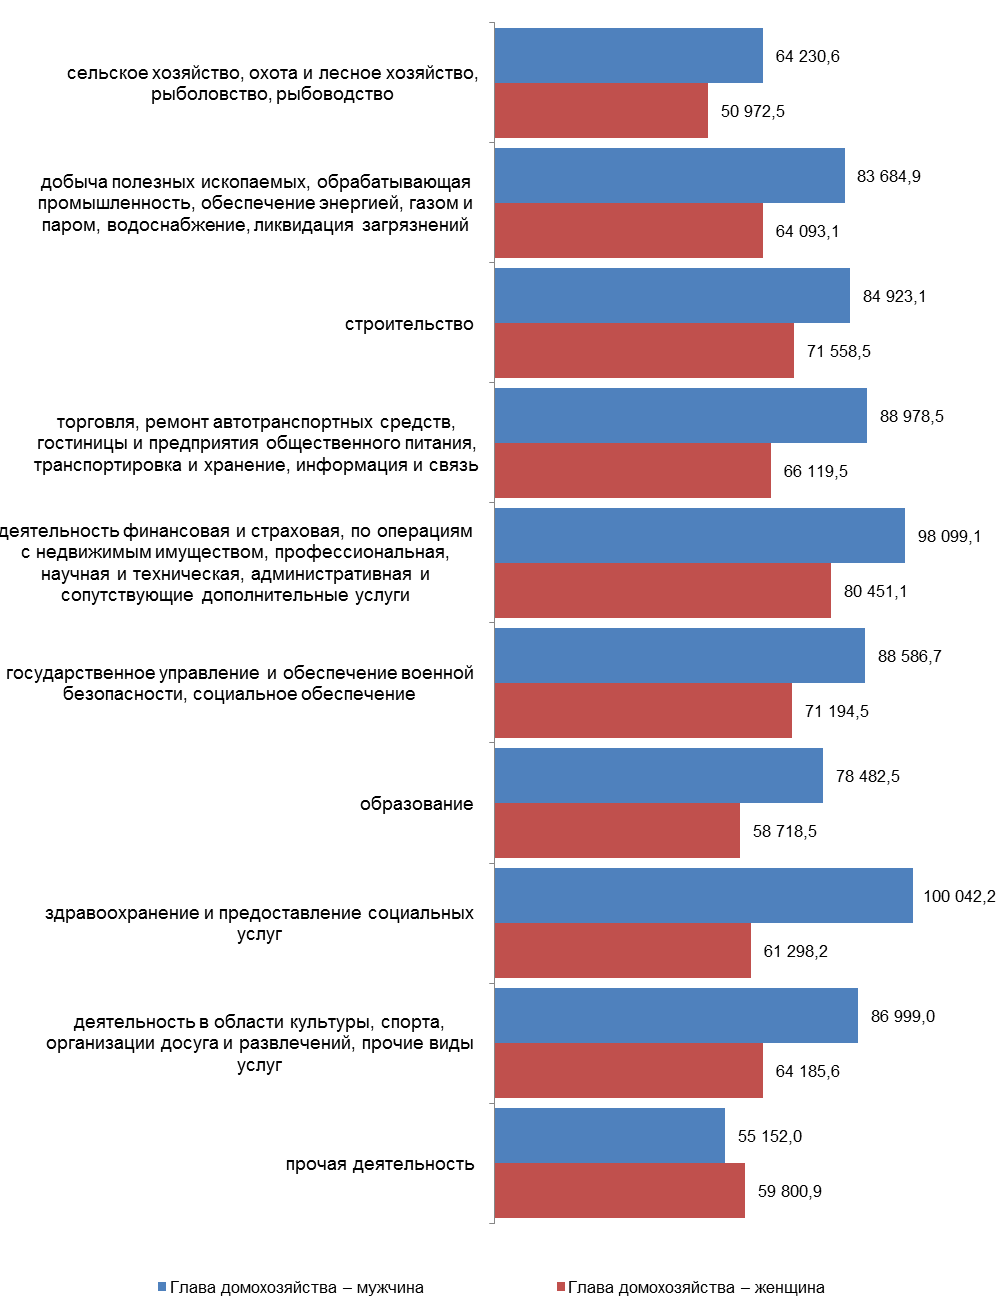 сельское хозяйство, охота и лесное хозяйство,
рыболовство, рыбоводство
64 230,6
50 972,5
добыча полезных ископаемых, обрабатывающая
промышленность, обеспечение энергией, газом и
паром, водоснабжение, ликвидация загрязнений
83 684,9
64 093,1
строительство
84 923,1
71 558,5
торговля, ремонт автотранспортных средств,
гостиницы и предприятия общественного питания,
транспортировка и хранение, информация и связь
88 978,5
66 119,5
деятельность финансовая и страховая, по операциям
с недвижимым имуществом, профессиональная,
научная и техническая, административная и
сопутствующие дополнительные услуги
98 099,1
80 451,1
государственное управление и обеспечение военной
безопасности, социальное обеспечение
88 586,7
71 194,5
образование
78 482,5
58 718,5
здравоохранение и предоставление социальных
услуг
100 042,2
61 298,2
деятельность в области культуры, спорта,
организации досуга и развлечений, прочие виды
услуг
86 999,0
64 185,6
прочая деятельность
55 152,0
59 800,9
Глава домохозяйства – мужчина
Глава домохозяйства – женщина